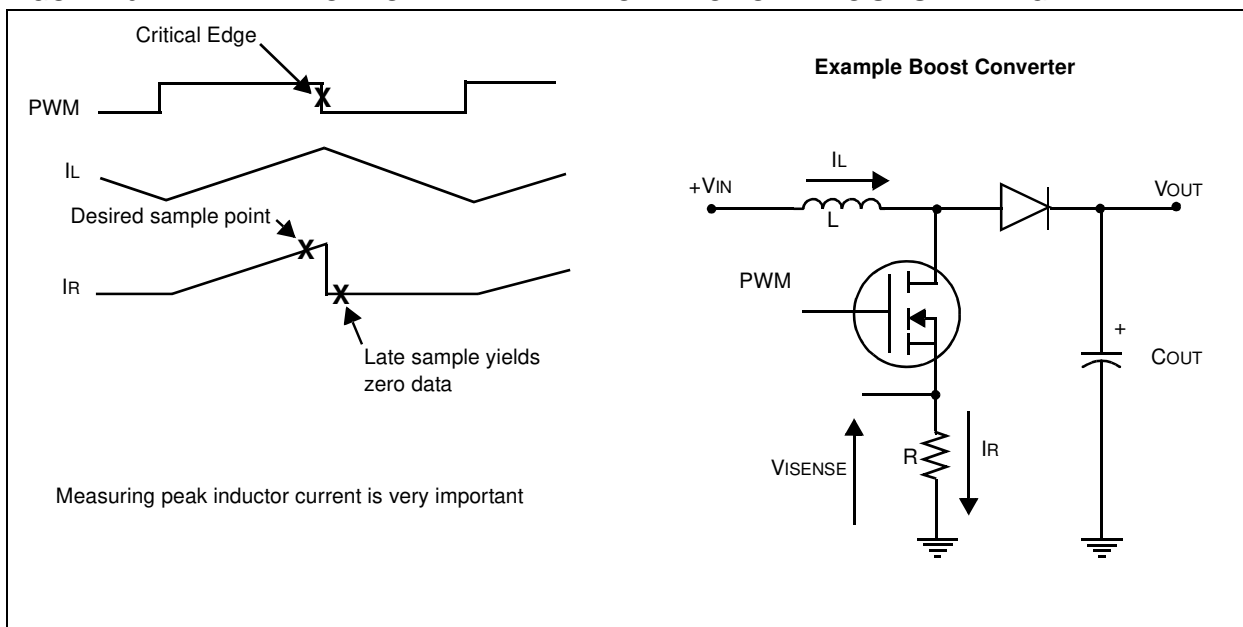 Critical Edge
PWM
IL
Desired sample point
IR
Late sample yields
zero data
Measuring peak inductor current is very important
Example Boost Converter
IL
+VIN
VOUT
L
PWM
+
COUT
VISENSE
R
IR